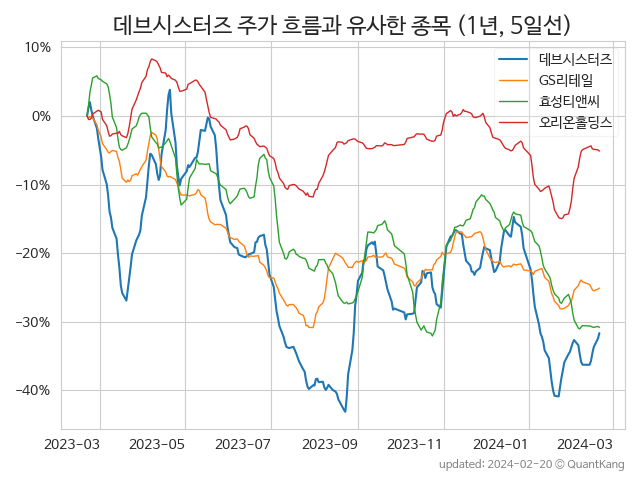 데브시스터즈 주가 흐름과 유사한 종목 (1년, 5일선)
10%
0%
−10%
−20%
−30%
−40%
데브시스터즈
GS리테일
효성티앤씨
오리온홀딩스
2023-03 2023-05 2023-07 2023-09 2023-11 2024-01 2024-03
updated: 2024-02-20 © QuantKang